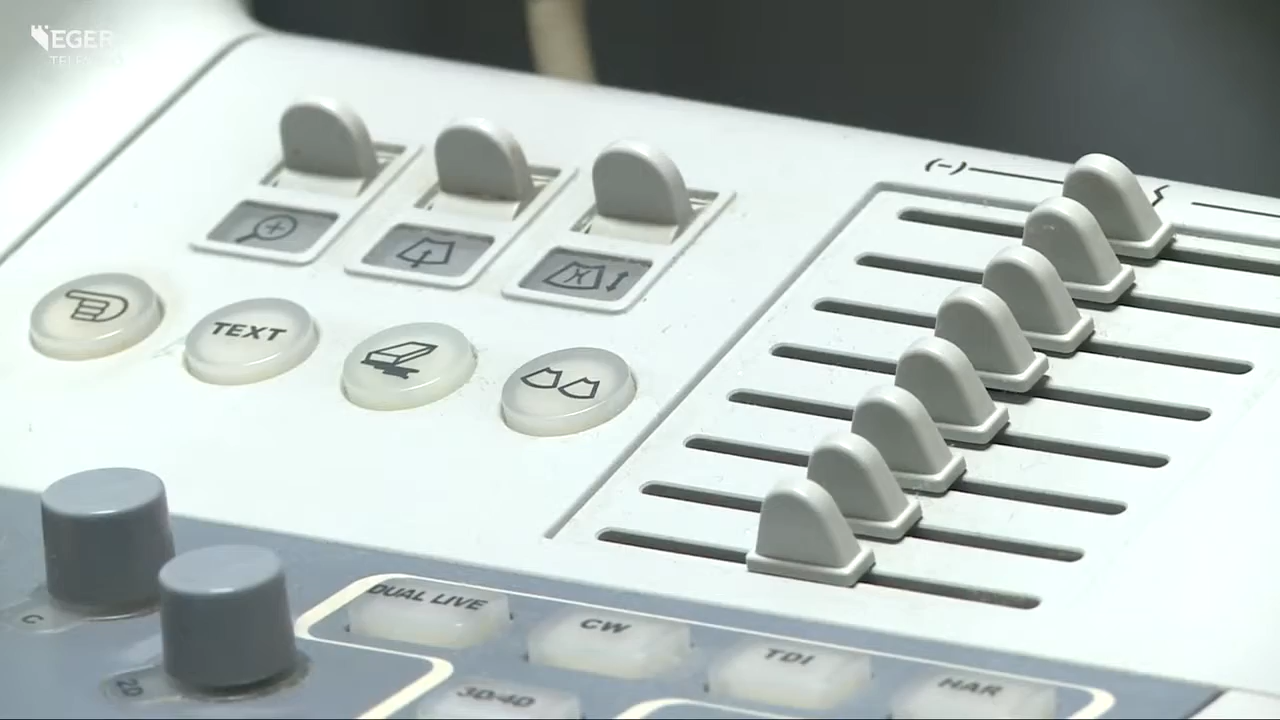 EGER
(-)
TEXT
C
2D
DUAL LIVE
CW
TDI
HAR
3D-4D